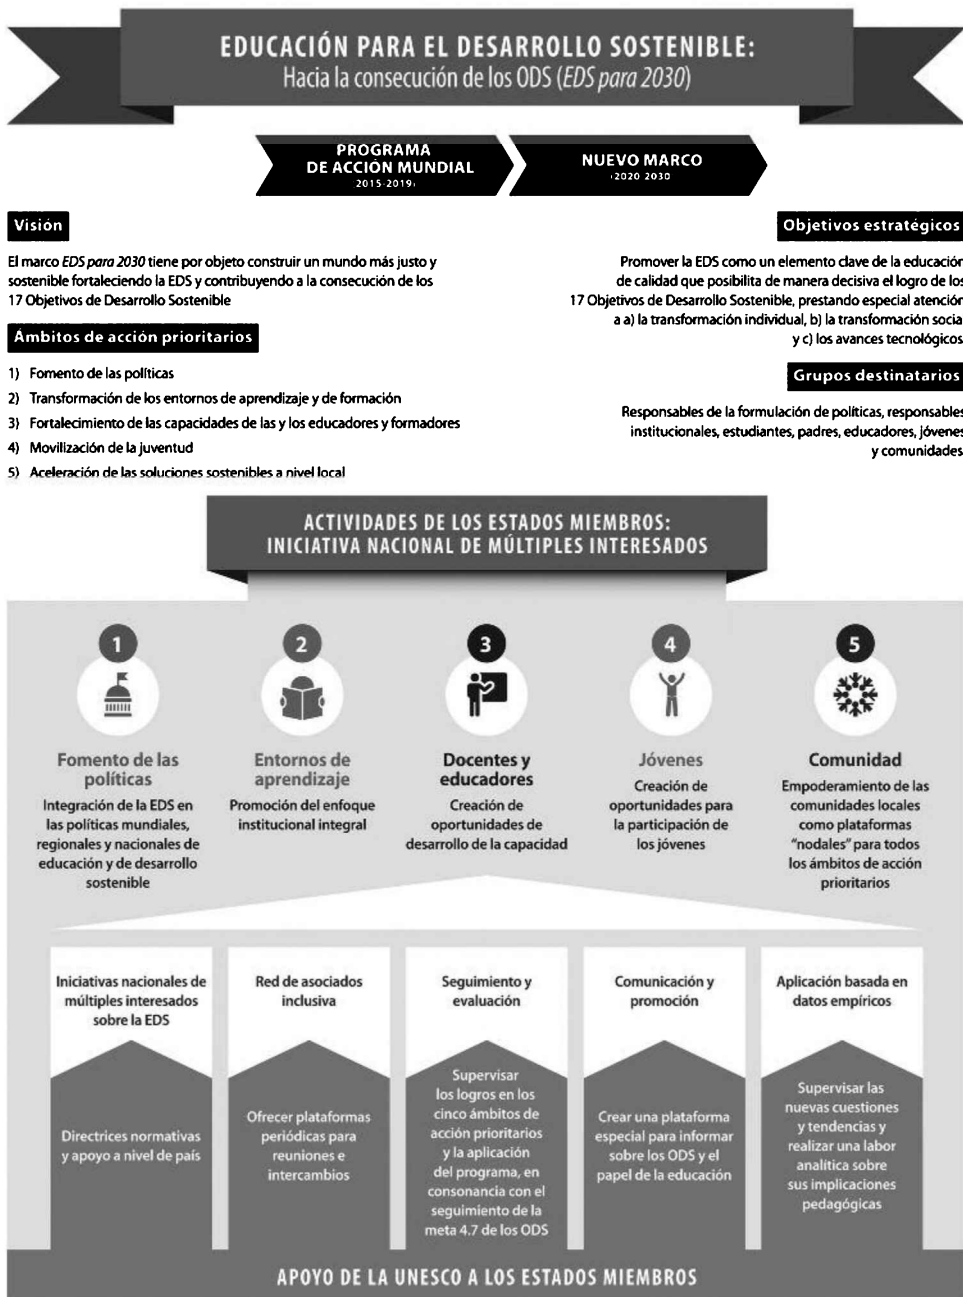 EDUCACIÓN PARA EL DESARROLLO SOSTENIBLE:
Hacia la consecución de los ODS (EDS para 2030)
PROGRAMA
DE ACCIÓN MUNDIAL
(2015-2019)
NUEVO MARCO
(2020-2030
Visión
El marco EDS para 2030 tiene por objeto construir un mundo más justo y
sostenible fortaleciendo la EDS y contribuyendo a la consecución de los
17 Objetivos de Desarrollo Sostenible
Ámbitos de acción prioritarios
1) Fomento de las políticas
2) Transformación de los entornos de aprendizaje y de formación
3) Fortalecimiento de las capacidades de las y los educadores y formadores
4) Movilización de la juventud
5) Aceleración de las soluciones sostenibles a nivel local
Objetivos estratégicos
Promover la EDS como un elemento clave de la educación
de calidad que posibilita de manera decisiva el logro de los
17 Objetivos de Desarrollo Sostenible, prestando especial atención
a a) la transformación individual, b) la transformación social
y c) los avances tecnológicos
Grupos destinatarios
Responsables de la formulación de políticas, responsables
institucionales, estudiantes, padres, educadores, jóvenes
y comunidades
ACTIVIDADES DE LOS ESTADOS MIEMBROS:
INICIATIVA NACIONAL DE MÚLTIPLES INTERESADOS
1
Fomento de las
políticas
Integración de la EDS en
las políticas mundiales,
regionales y nacionales de
educación y de desarrollo
sostenible
2
Entornos de
aprendizaje
Promoción del enfoque
institucional integral
3
Docentes y
educadores
Creación de
oportunidades de
desarrollo de la capacidad
4
Jóvenes
Creación de
oportunidades para
la participación de
los jóvenes
5
Comunidad
Empoderamiento de las
comunidades locales
como plataformas
"nodales" para todos
los ámbitos de acción
prioritarios
Iniciativas nacionales de
múltiples interesados
sobre la EDS
Directrices normativas
y apoyo a nivel de país
Red de asociados
inclusiva
Ofrecer plataformas
periódicas para
reuniones e
intercambios
Seguimiento y
evaluación
Supervisar
los logros en los
cinco ámbitos de
acción prioritarios
y la aplicación
del programa, en
consonancia con el
seguimiento de la
meta 4.7 de los ODS
Comunicación y
promoción
Crear una plataforma
especial para informar
sobre los ODS y el
papel de la educación
Aplicación basada en
datos empíricos
Supervisar las
nuevas cuestiones
y tendencias y
realizar una labor
analítica sobre
sus implicaciones
pedagógicas
APOYO DE LA UNESCO A LOS ESTADOS MIEMBROS